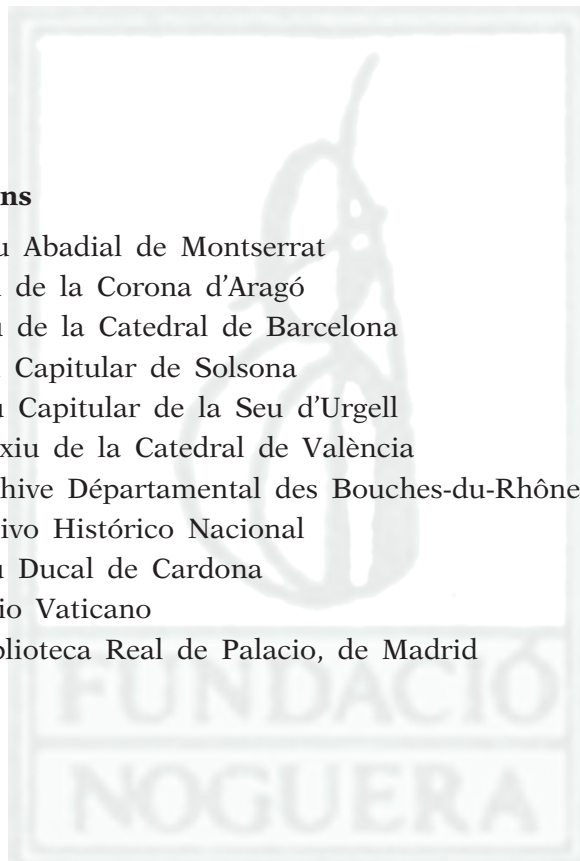 ns
u Abadial de Montserrat
de la Corona d'Aragó
u de la Catedral de Barcelona
Capitular de Solsona
u Capitular de la Seu d'Urgell
xiu de la Catedral de València
hive Départamental des Bouches-du-Rhône
ivo Histórico Nacional
u Ducal de Cardona
io Vaticano
blioteca Real de Palacio, de Madrid
FUNDACIÓ
NOGUERA